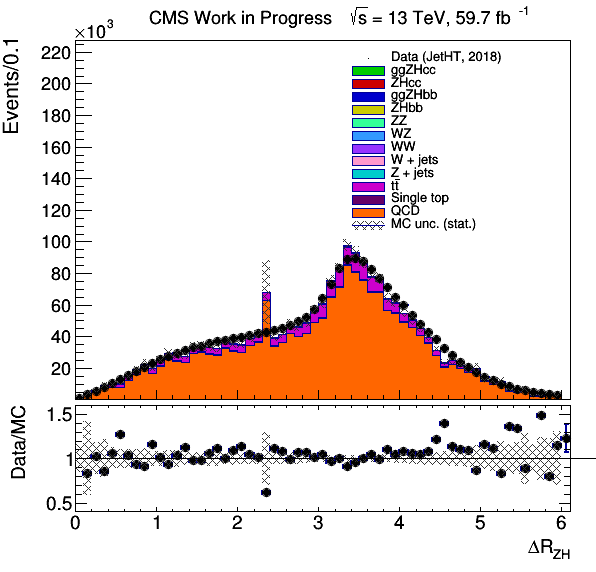 CMS Work in Progress √s = 13 TeV, 59.7 fb⁻¹
×10³
Events/0.1
220
200
180
160
140
120
100
80
60
40
20
Data (JetHT, 2018)
ggZHcc
ZHcc
ggZHbb
ZHbb
ZZ
WZ
WW
W + jets
Z + jets
tt̄
Single top
QCD
MC unc. (stat.)
Data/MC
1.5
1
0.5
0 1 2 3 4 5 6
ΔR_ZH